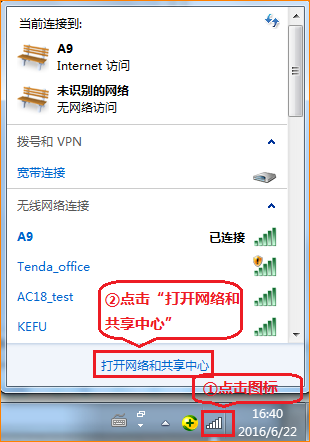 当前连接到:
A9
Internet 访问
未识别的网络
无网络访问
拨号和 VPN
宽带连接
无线网络连接
A9 已连接
Tenda_office
AC18_test
②点击“打开网络和
共享中心”
KEFU
打开网络和共享中心
①点击图标
16:40
2016/6/22